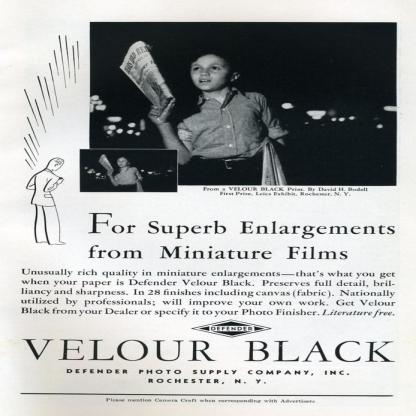 From a VELOUR BLACK Print. By David H. Bedell
First Prize, Leica Exhibit, Rochester, N. Y.
For Superb Enlargements
from Miniature Films
Unusually rich quality in miniature enlargements—that's what you get
when your paper is Defender Velour Black. Preserves full detail, bril-
liancy and sharpness. In 28 finishes including canvas (fabric). Nationally
utilized by professionals; will improve your own work. Get Velour
Black from your Dealer or specify it to your Photo Finisher. Literature free.
DEFENDER
VELOUR BLACK
DEFENDER PHOTO SUPPLY COMPANY, INC.
ROCHESTER, N. Y.
Please mention Camera Craft when corresponding with Advertisers